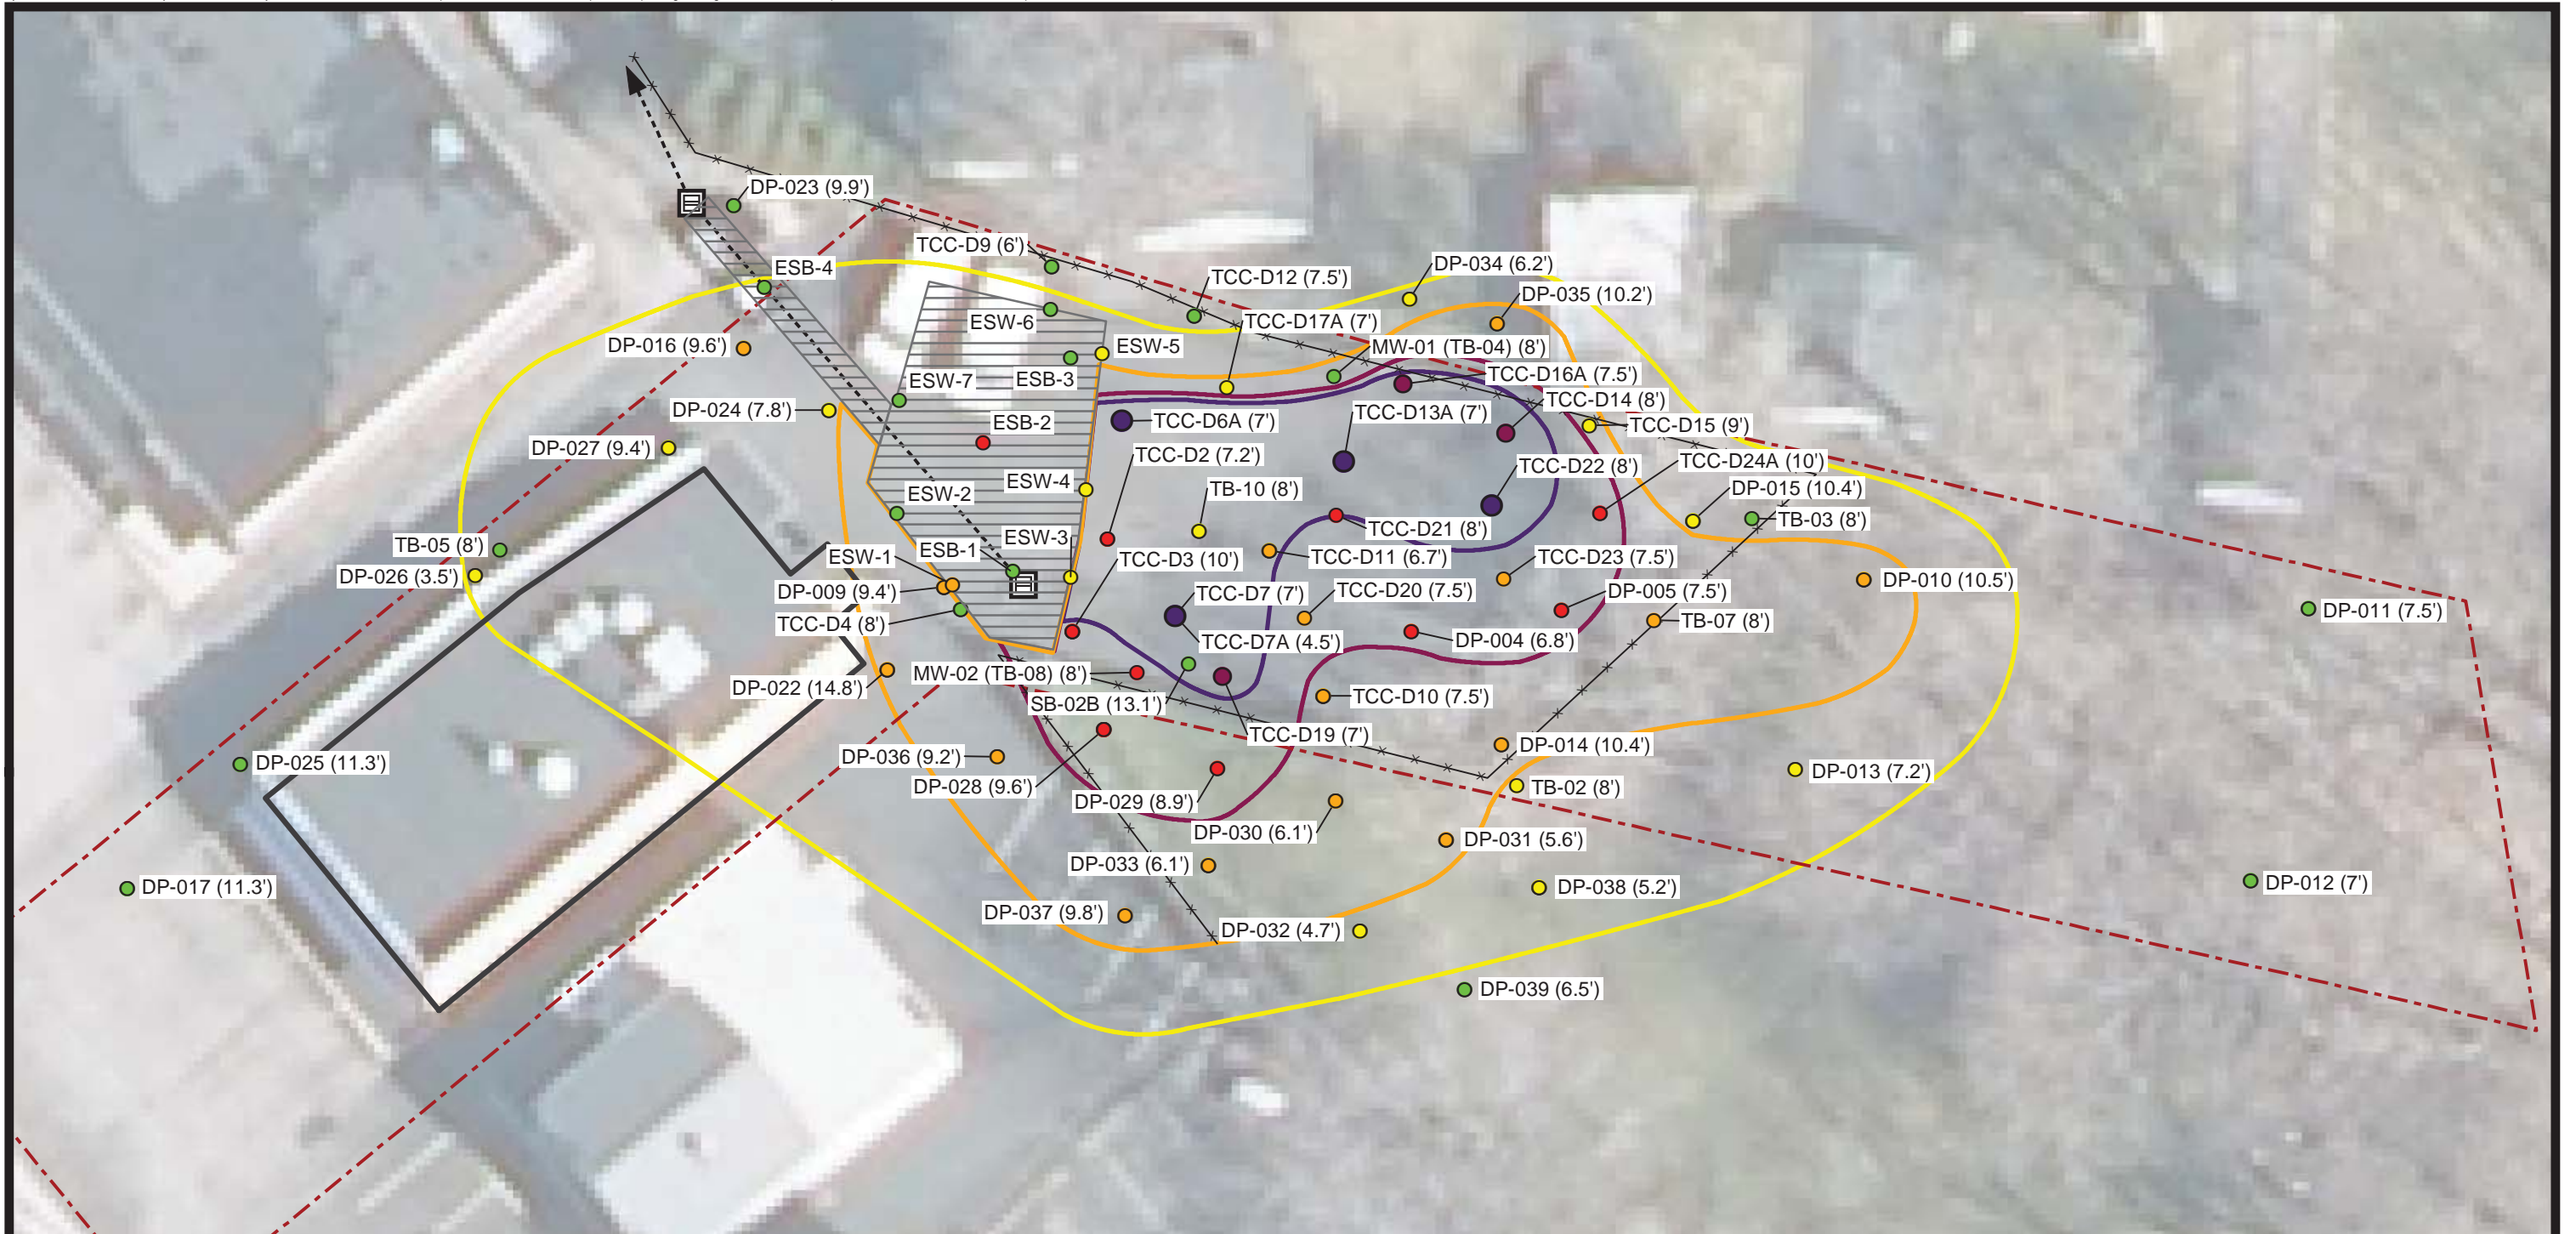 DP-023 (9.9')
TCC-D9 (6')
DP-034 (6.2')
ESB-4
TCC-D12 (7.5')
DP-035 (10.2')
ESW-6
TCC-D17A (7')
DP-016 (9.6')
ESW-5
MW-01 (TB-04) (8')
ESW-7
ESB-3
TCC-D16A (7.5')
DP-024 (7.8')
TCC-D14 (8')
ESB-2
TCC-D6A (7')
TCC-D13A (7')
TCC-D15 (9')
DP-027 (9.4')
TCC-D2 (7.2')
TCC-D22 (8')
TCC-D24A (10')
ESW-2
ESW-4
TB-10 (8')
DP-015 (10.4')
TB-05 (8')
ESW-3
TCC-D21 (8')
TB-03 (8')
ESW-1
ESB-1
TCC-D3 (10')
TCC-D11 (6.7')
TCC-D23 (7.5')
DP-026 (3.5')
DP-009 (9.4')
TCC-D7 (7')
TCC-D20 (7.5')
DP-005 (7.5')
DP-010 (10.5')
DP-011 (7.5')
TCC-D4 (8')
TCC-D7A (4.5')
DP-004 (6.8')
TB-07 (8')
MW-02 (TB-08) (8')
DP-022 (14.8')
SB-02B (13.1')
TCC-D10 (7.5')
TCC-D19 (7')
DP-036 (9.2')
DP-014 (10.4')
DP-025 (11.3')
DP-028 (9.6')
DP-029 (8.9')
TB-02 (8')
DP-013 (7.2')
DP-030 (6.1')
DP-031 (5.6')
DP-033 (6.1')
DP-017 (11.3')
DP-038 (5.2')
DP-012 (7')
DP-037 (9.8')
DP-032 (4.7')
DP-039 (6.5')